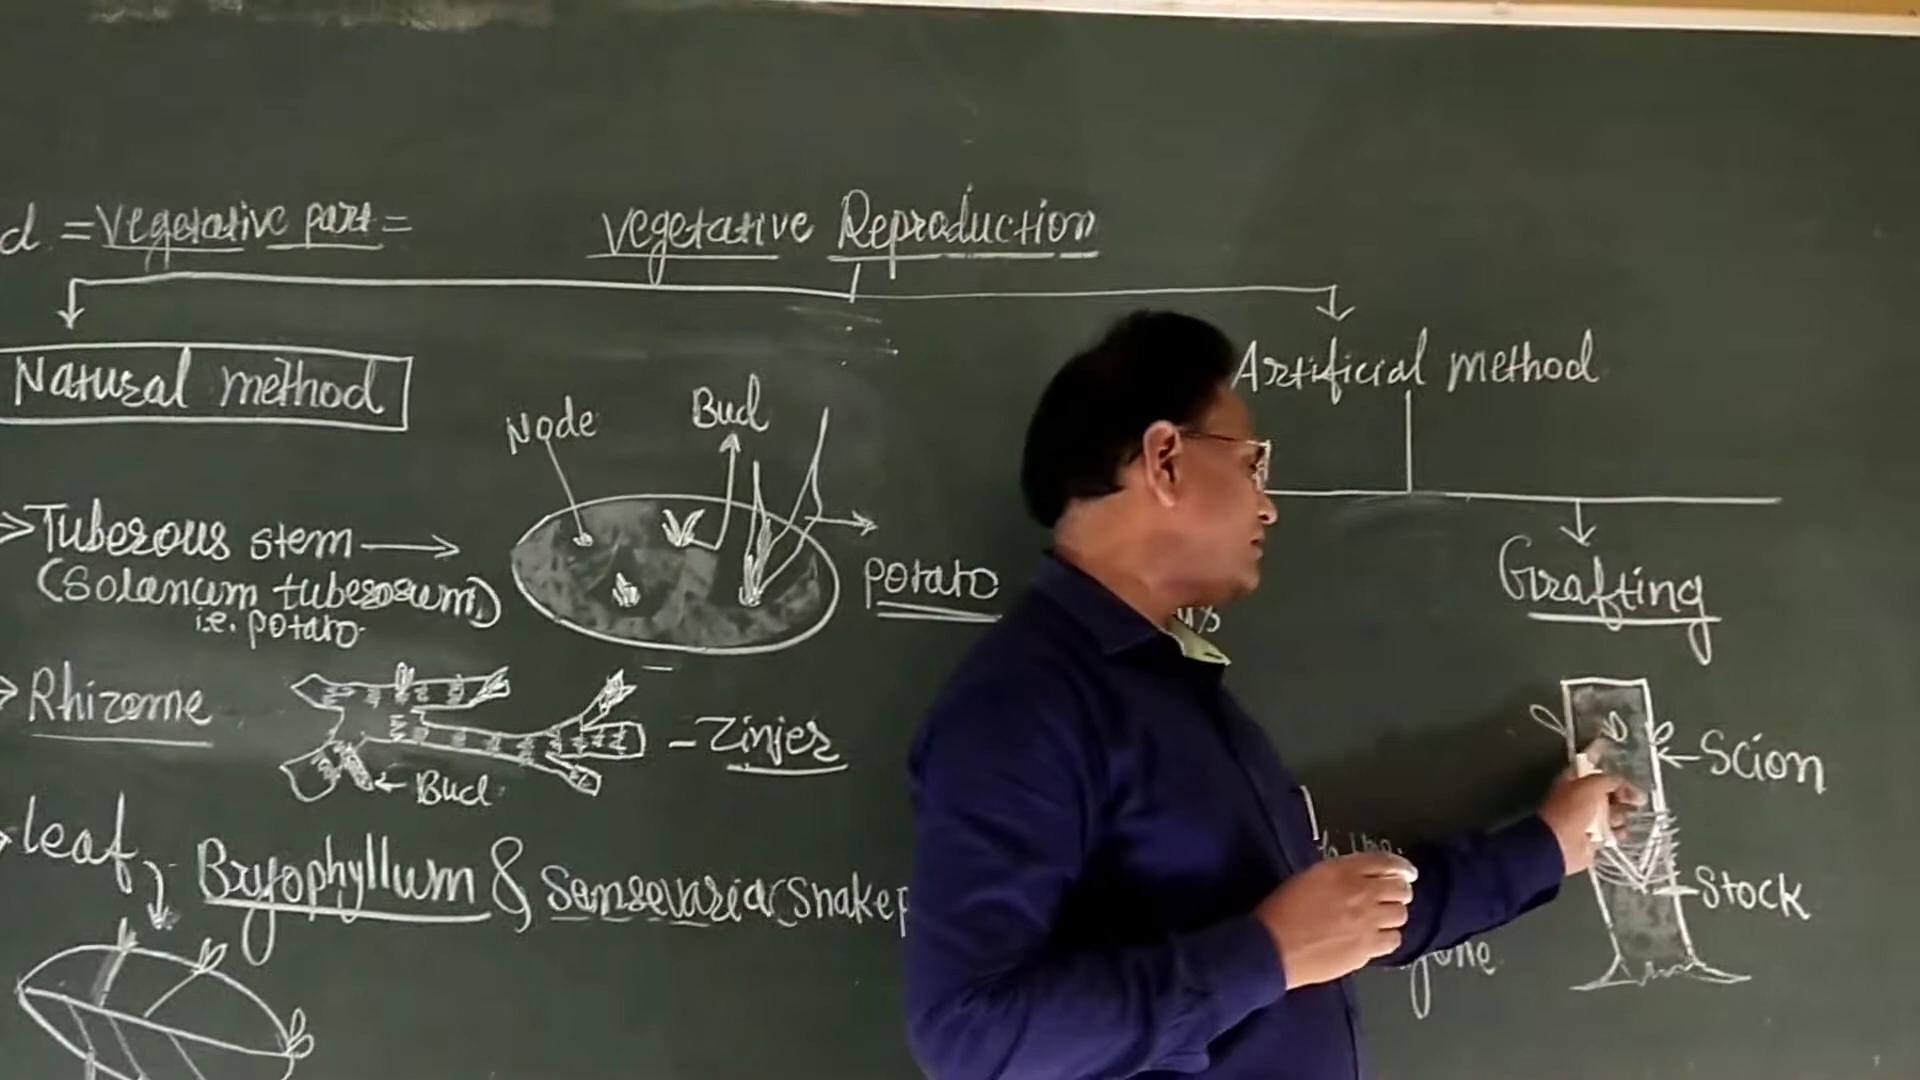 d = Vegetative part =
Vegetative Reproduction
Natural method
Artificial method
Node
Bud
Tuberous stem
(Solanum tuberosum)
i.e. potato
potato
Grafting
Rhizome
Bud
Zinjer
Scion
Stock
leaf
Bryophyllum & Sansevaria (Snake p